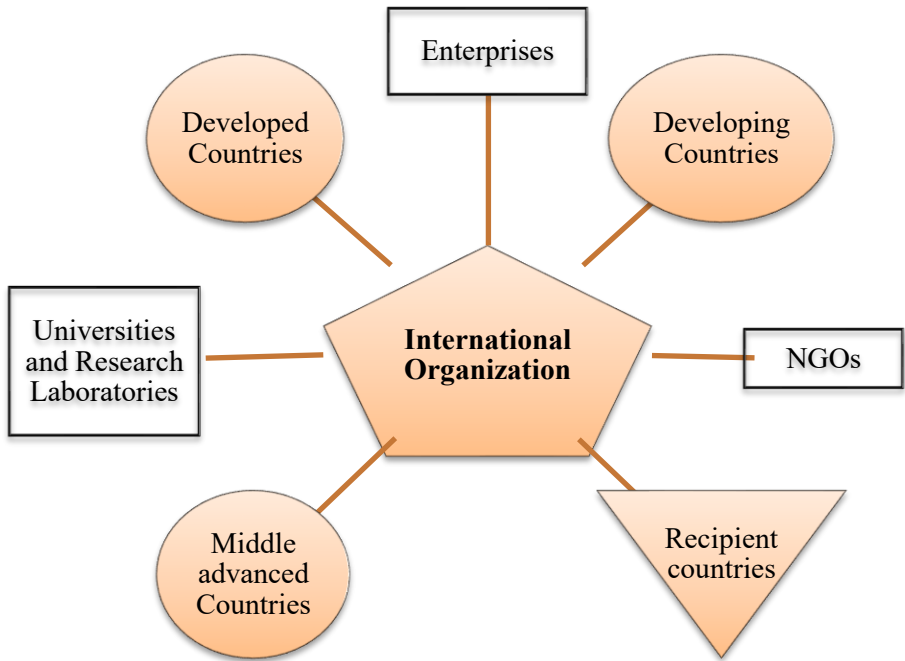 Enterprises
Developed
Countries
Developing
Countries
Universities
and Research
Laboratories
International
Organization
NGOs
Middle
advanced
Countries
Recipient
countries